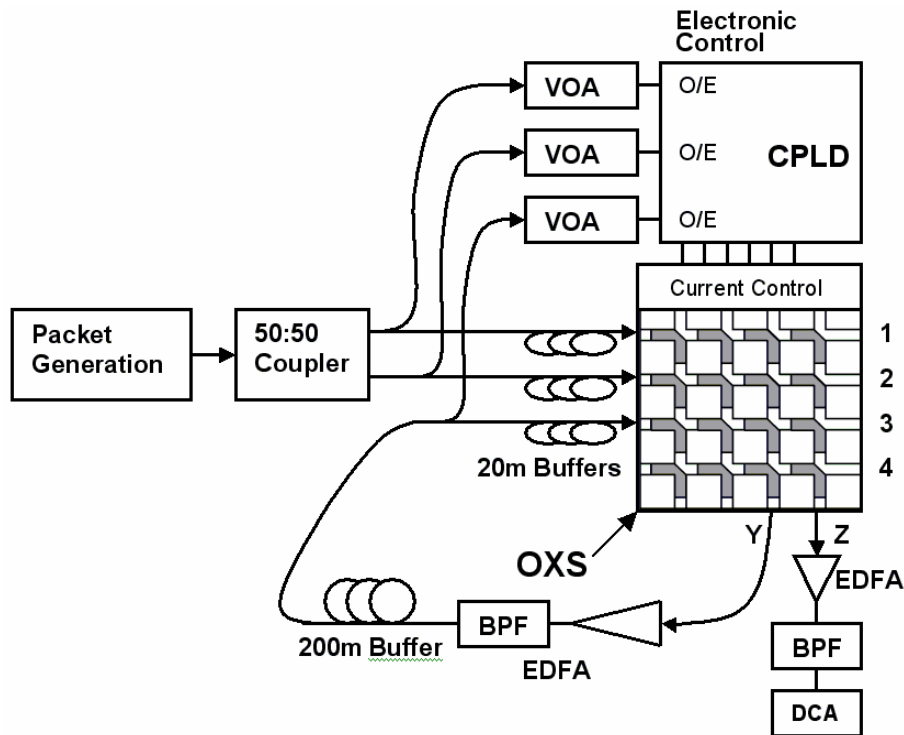 Electronic
Control
VOA
O/E
VOA
O/E
CPLD
VOA
O/E
Current Control
Packet
Generation
50:50
Coupler
1
2
3
4
20m Buffers
OXS
Y
Z
EDFA
BPF
200m Buffer
EDFA
BPF
DCA